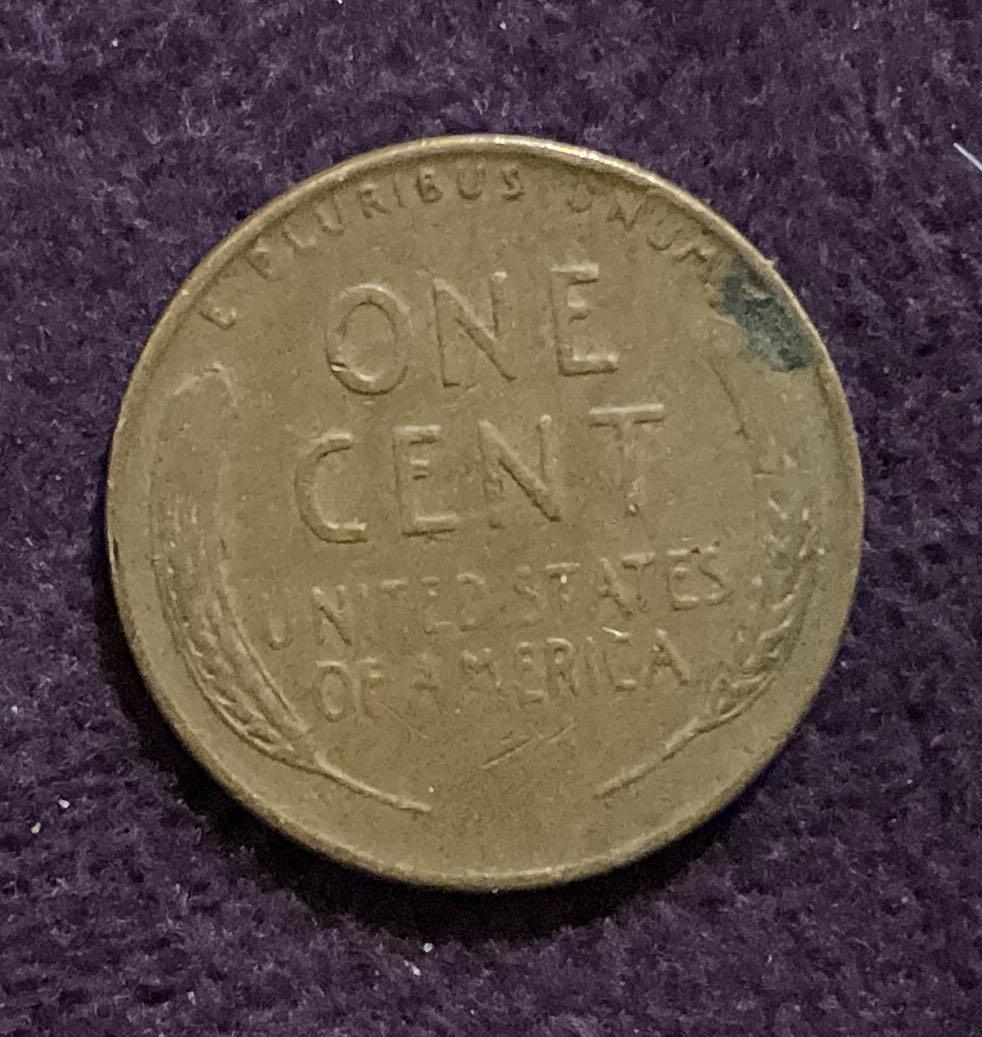 E PLURIBUS UNUM
ONE
CENT
UNITED STATES
OF AMERICA